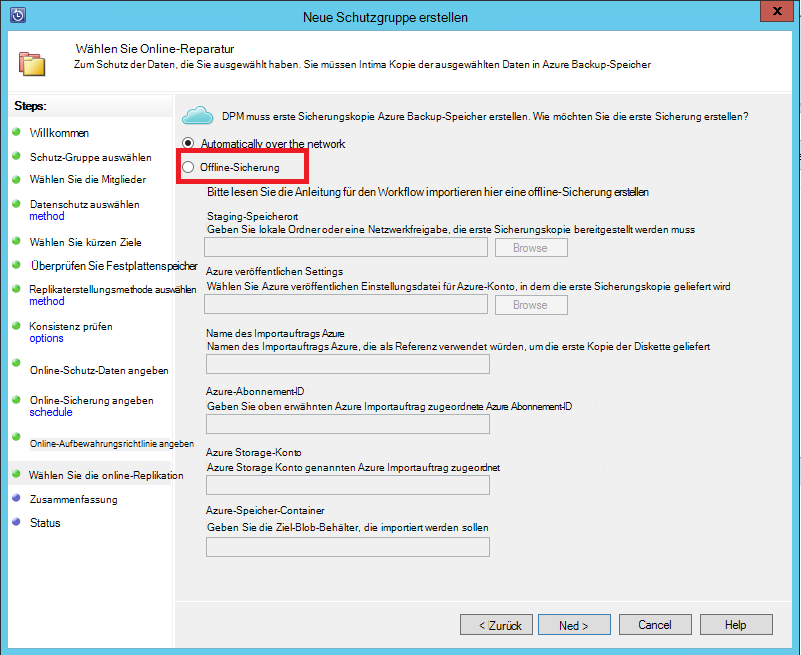 Neue Schutzgruppe erstellen
X
Wählen Sie Online-Reparatur
Zum Schutz der Daten, die Sie ausgewählt haben. Sie müssen Intima Kopie der ausgewählten Daten in Azure Backup-Speicher
Steps:
Willkommen
Schutz-Gruppe auswählen
Wählen Sie die Mitglieder
Datenschutz auswählen
method
Wählen Sie kürzen Ziele
Überprüfen Sie Festplattenspeicher
Replikaterstellungsmethode auswählen
method
Konsistenz prüfen
options
Online-Schutz-Daten angeben
Online-Sicherung angeben
schedule
Online-Aufbewahrungsrichtlinie angeben
Wählen Sie die online-Replikation
Zusammenfassung
Status
DPM muss erste Sicherungskopie Azure Backup-Speicher erstellen. Wie möchten Sie die erste Sicherung erstellen?
Automatically over the network
Offline-Sicherung
Bitte lesen Sie die Anleitung für den Workflow importieren hier eine offline-Sicherung erstellen
Staging-Speicherort
Geben Sie lokale Ordner oder eine Netzwerkfreigabe, die erste Sicherungskopie bereitgestellt werden muss
Browse
Azure veröffentlichen Settings
Wählen Sie Azure veröffentlichen Einstellungsdatei für Azure-Konto, in dem die erste Sicherungskopie geliefert wird
Browse
Name des Importauftrags Azure
Namen des Importauftrags Azure, die als Referenz verwendet würden, um die erste Kopie der Diskette geliefert
Azure-Abonnement-ID
Geben Sie oben erwähnten Azure Importauftrag zugeordnete Azure Abonnement-ID
Azure Storage-Konto
Azure Storage Konto genannten Azure Importauftrag zugeordnet
Azure-Speicher-Container
Geben Sie die Ziel-Blob-Behälter, die importiert werden sollen
< Zurück
Ned >
Cancel
Help